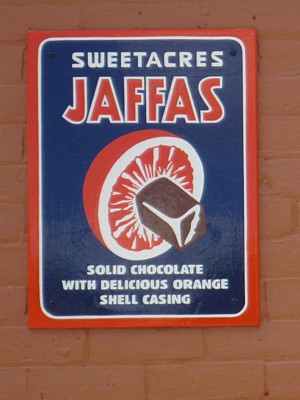 SWEETACRES
JAFFAS
SOLID CHOCOLATE
WITH DELICIOUS ORANGE
SHELL CASING